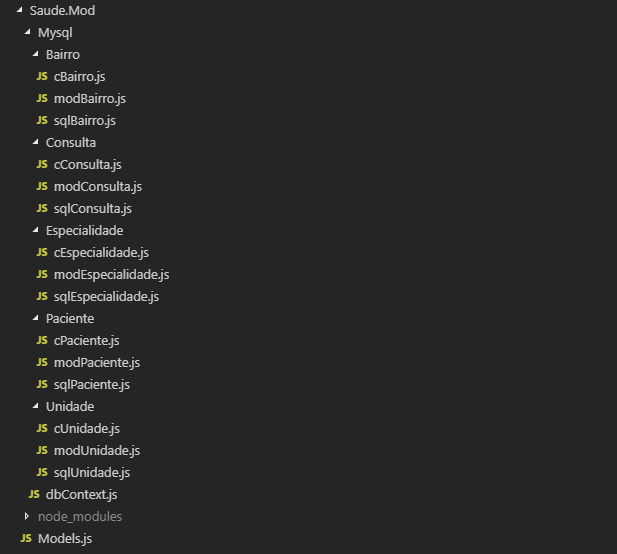 Saude.Mod
Mysql
Bairro
JS cBairro.js
JS modBairro.js
JS sqlBairro.js
Consulta
JS cConsulta.js
JS modConsulta.js
JS sqlConsulta.js
Especialidade
JS cEspecialidade.js
JS modEspecialidade.js
JS sqlEspecialidade.js
Paciente
JS cPaciente.js
JS modPaciente.js
JS sqlPaciente.js
Unidade
JS cUnidade.js
JS modUnidade.js
JS sqlUnidade.js
JS dbContext.js
node_modules
JS Models.js